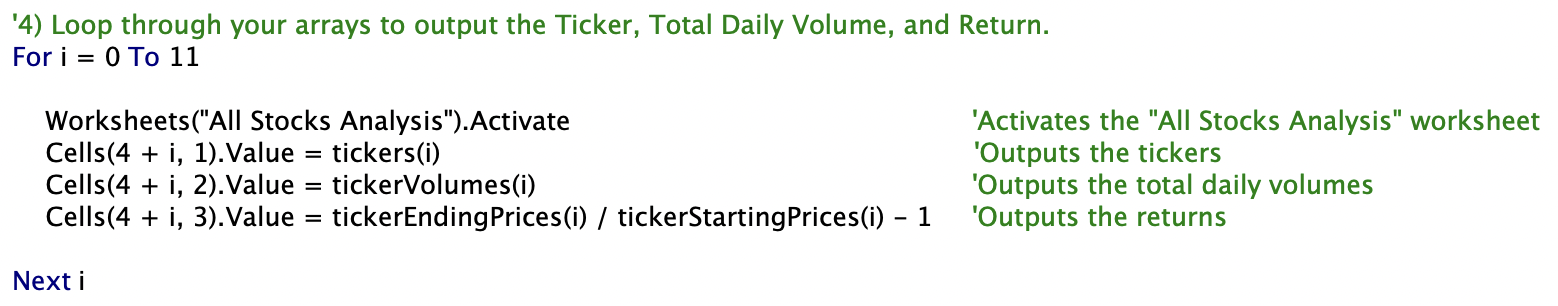 '4) Loop through your arrays to output the Ticker, Total Daily Volume, and Return.
For i = 0 To 11
Worksheets("All Stocks Analysis").Activate 'Activates the "All Stocks Analysis" worksheet
Cells(4 + i, 1).Value = tickers(i) 'Outputs the tickers
Cells(4 + i, 2).Value = tickerVolumes(i) 'Outputs the total daily volumes
Cells(4 + i, 3).Value = tickerEndingPrices(i) / tickerStartingPrices(i) - 1 'Outputs the returns
Next i